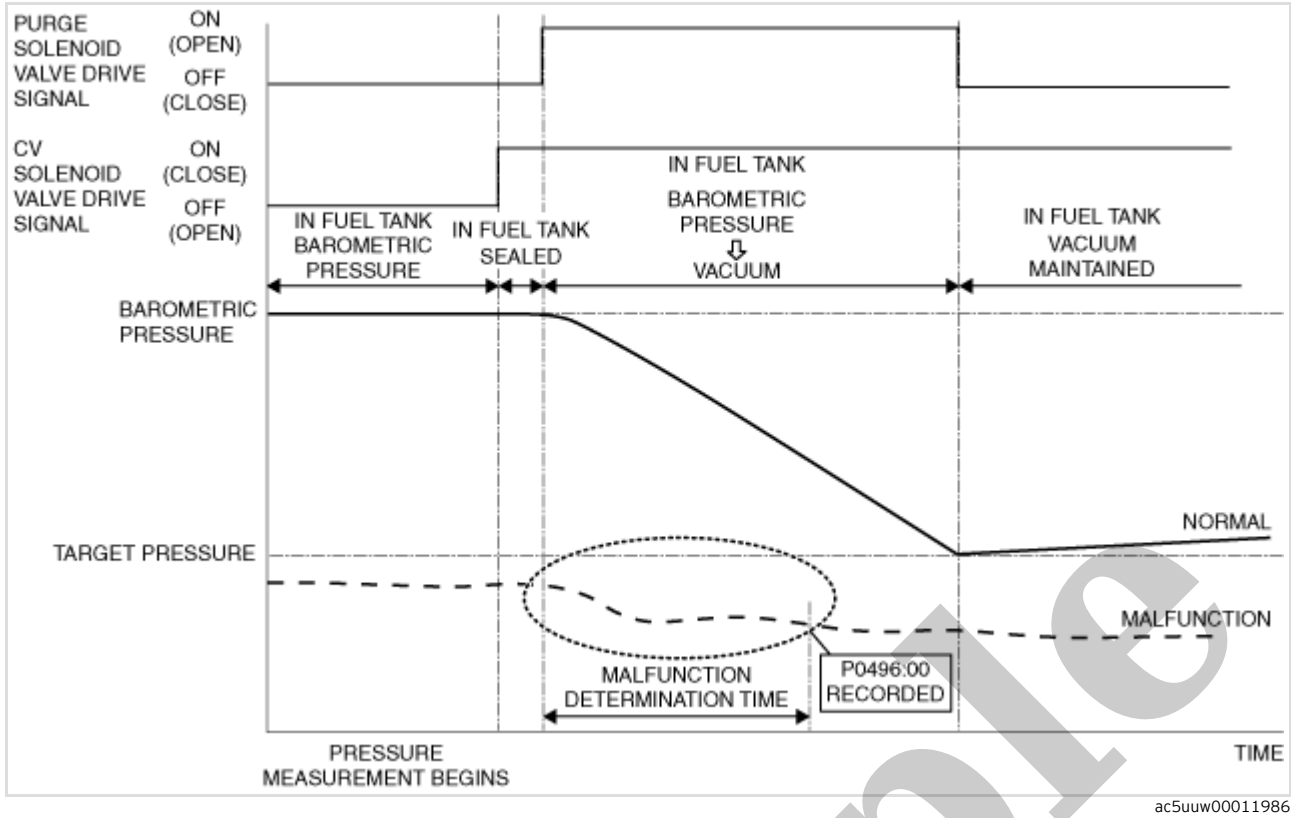 PURGE
SOLENOID
VALVE DRIVE
SIGNAL
ON
(OPEN)
OFF
(CLOSE)
CV
SOLENOID
VALVE DRIVE
SIGNAL
ON
(CLOSE)
OFF
(OPEN)
IN FUEL TANK
BAROMETRIC
PRESSURE
IN FUEL TANK
SEALED
IN FUEL TANK
BAROMETRIC
PRESSURE
VACUUM
IN FUEL TANK
VACUUM
MAINTAINED
BAROMETRIC
PRESSURE
TARGET PRESSURE
NORMAL
MALFUNCTION
MALFUNCTION
DETERMINATION TIME
P0496:00
RECORDED
PRESSURE
MEASUREMENT BEGINS
TIME
ac5uuw00011986